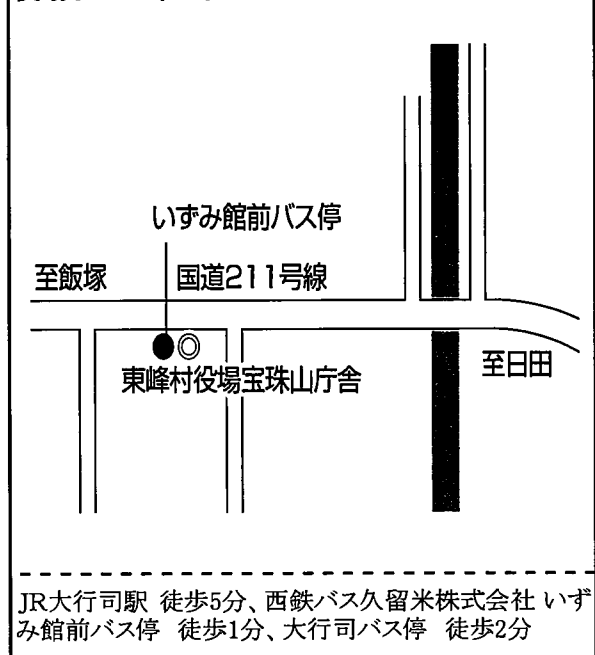 いずみ館前バス停
至飯塚
国道211号線
東峰村役場宝珠山庁舎
至日田
JR大行司駅 徒歩5分、西鉄バス久留米株式会社 いず
み館前バス停 徒歩1分、大行司バス停 徒歩2分